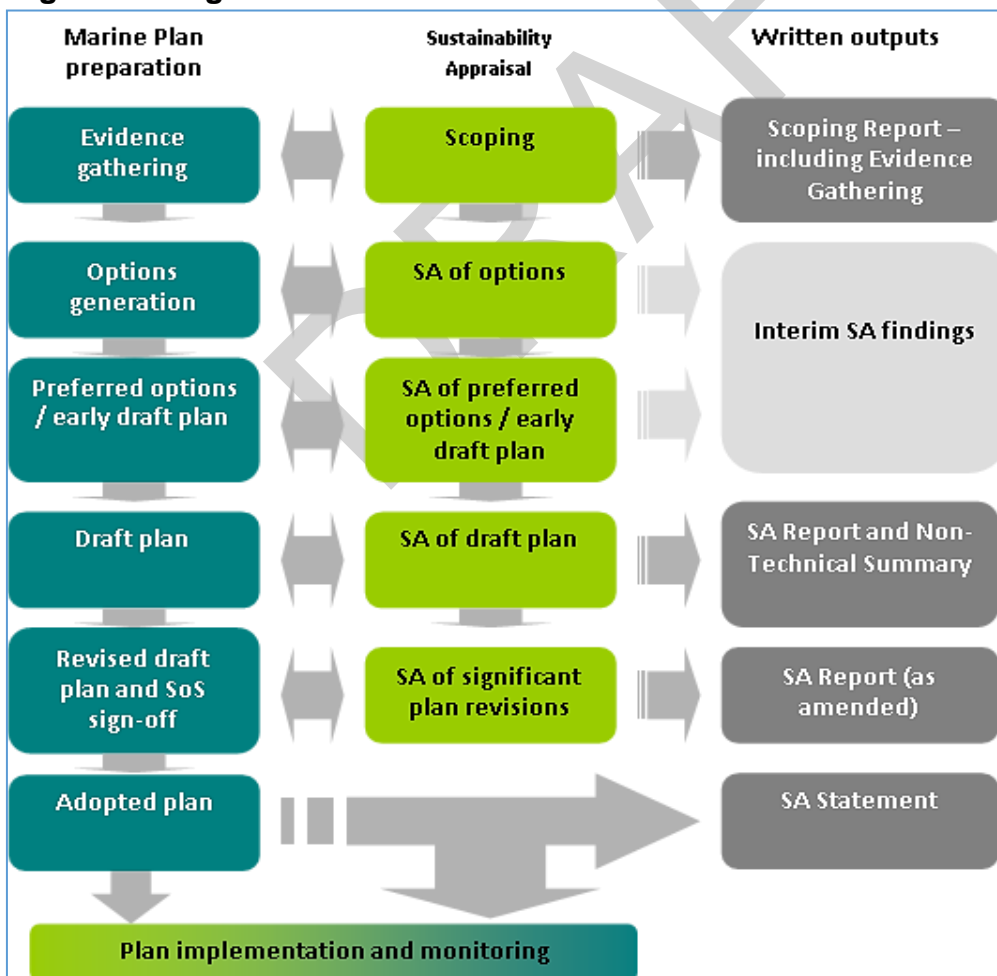 Marine Plan
preparation
Sustainability
Appraisal
Written outputs
Evidence
gathering
Scoping
Scoping Report –
including Evidence
Gathering
Options
generation
SA of options
Interim SA findings
Preferred options
/ early draft plan
SA of preferred
options / early
draft plan
Draft plan
SA of draft plan
SA Report and Non-
Technical Summary
Revised draft
plan and SoS
sign-off
SA of significant
plan revisions
SA Report (as
amended)
Adopted plan
SA Statement
Plan implementation and monitoring